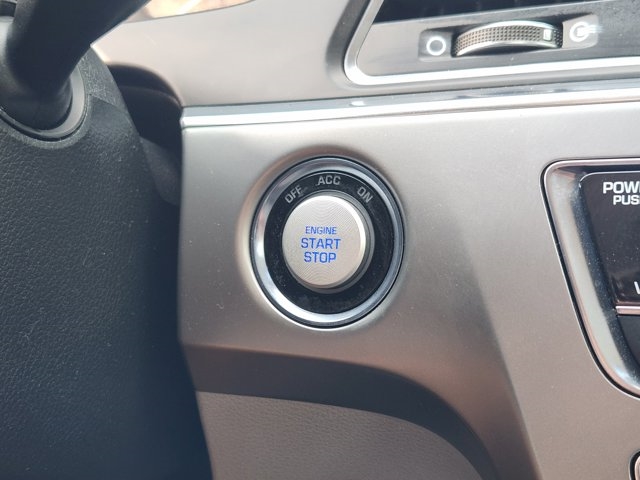 OFF ACC ON
ENGINE
START
STOP
POW
PUS